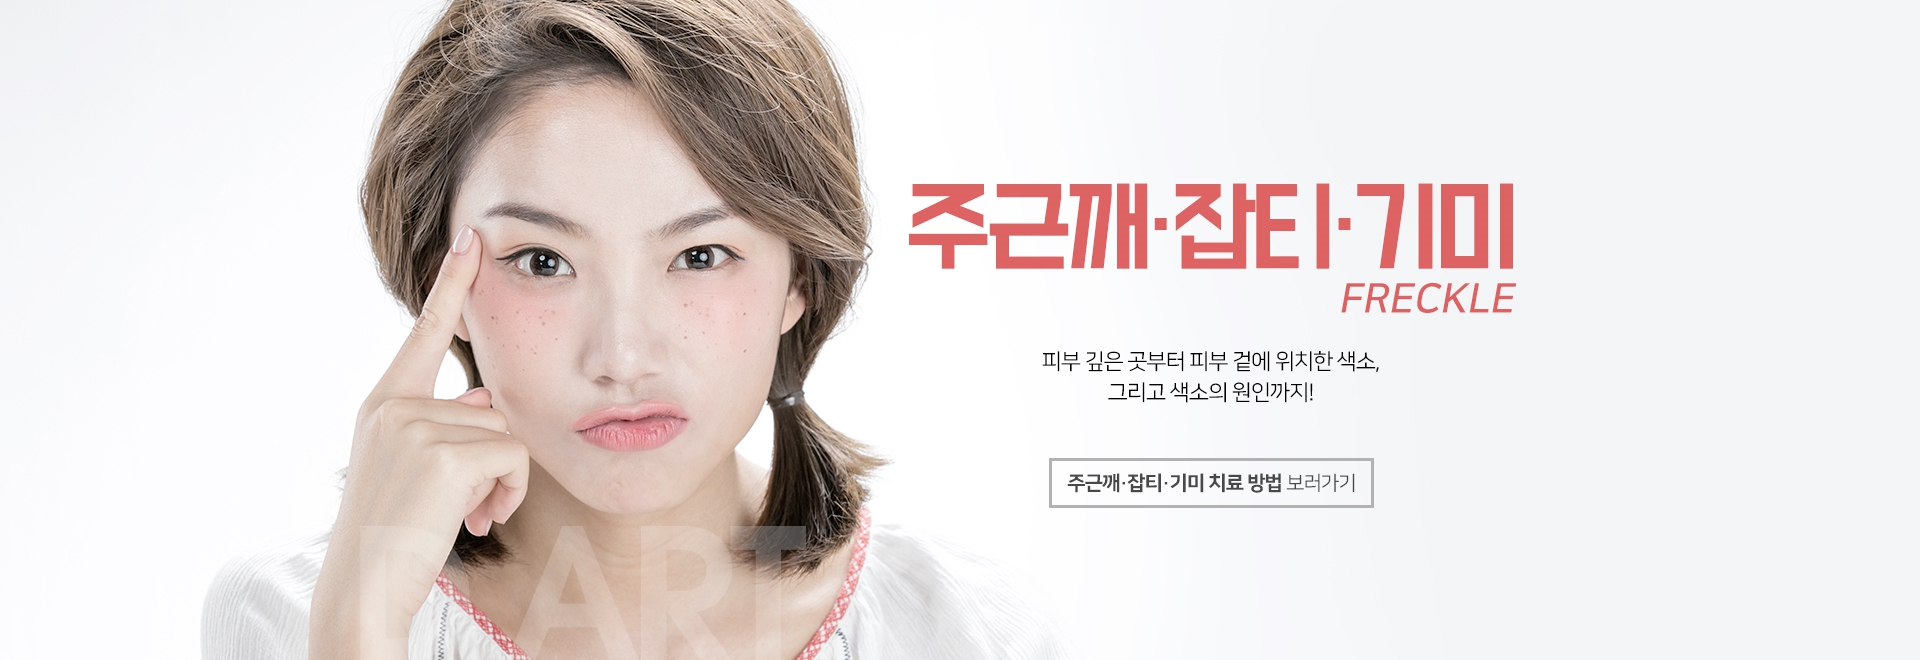 주근깨·잡티·기미
FRECKLE
피부 깊은 곳부터 피부 겉에 위치한 색소,
그리고 색소의 원인까지!
주근깨·잡티·기미 치료 방법 보러가기
D ART